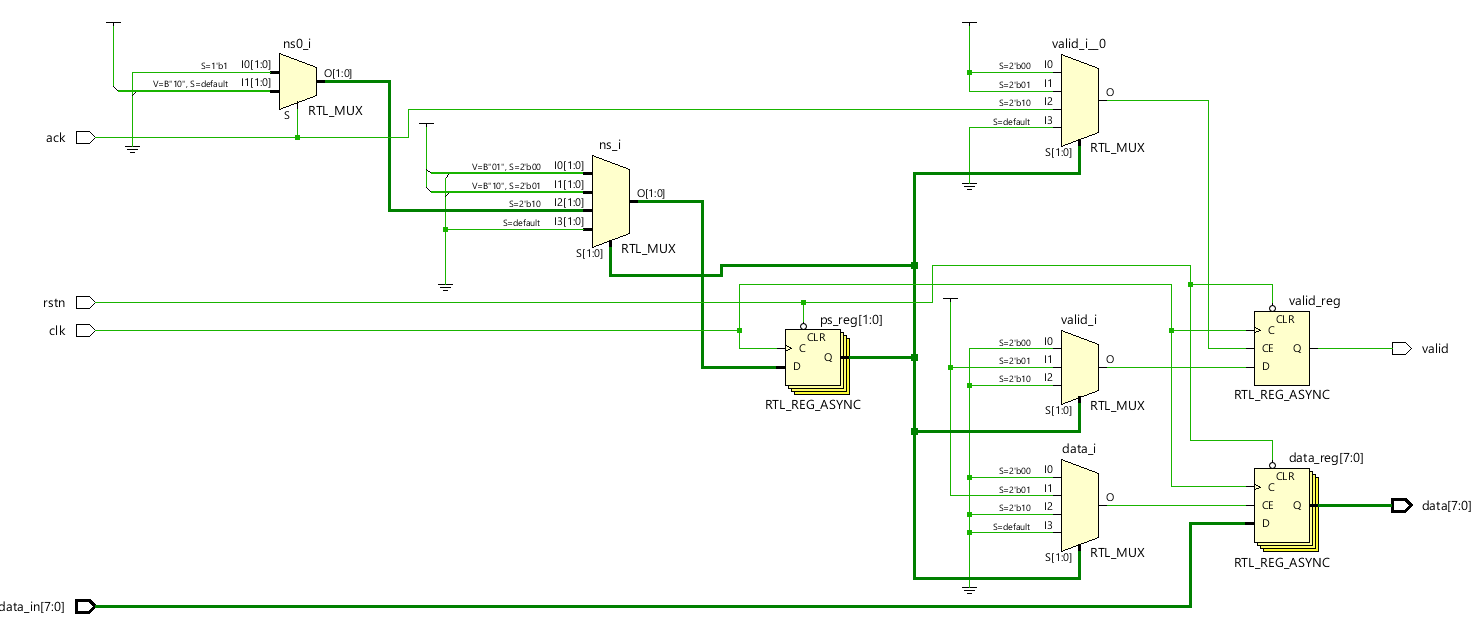 ns0_i
S=1'b1 I0[1:0]
V=B"10", S=default I1[1:0]
O[1:0]
S
RTL_MUX
ack
ns_i
V=B"01", S=2'b00 I0[1:0]
V=B"10", S=2'b01 I1[1:0]
S=2'b10 I2[1:0]
S=default I3[1:0]
O[1:0]
S[1:0]
RTL_MUX
valid_i__0
S=2'b00 I0
S=2'b01 I1
S=2'b10 I2
S=default I3
O
S[1:0]
RTL_MUX
rstn
clk
ps_reg[1:0]
CLR
C
Q
D
RTL_REG_ASYNC
valid_i
S=2'b00 I0
S=2'b01 I1
S=2'b10 I2
O
S[1:0]
RTL_MUX
valid_reg
CLR
C
CE Q
D
RTL_REG_ASYNC
valid
data_i
S=2'b00 I0
S=2'b01 I1
S=2'b10 I2
S=default I3
O
S[1:0]
RTL_MUX
data_reg[7:0]
CLR
C
CE Q
D
RTL_REG_ASYNC
data[7:0]
data_in[7:0]